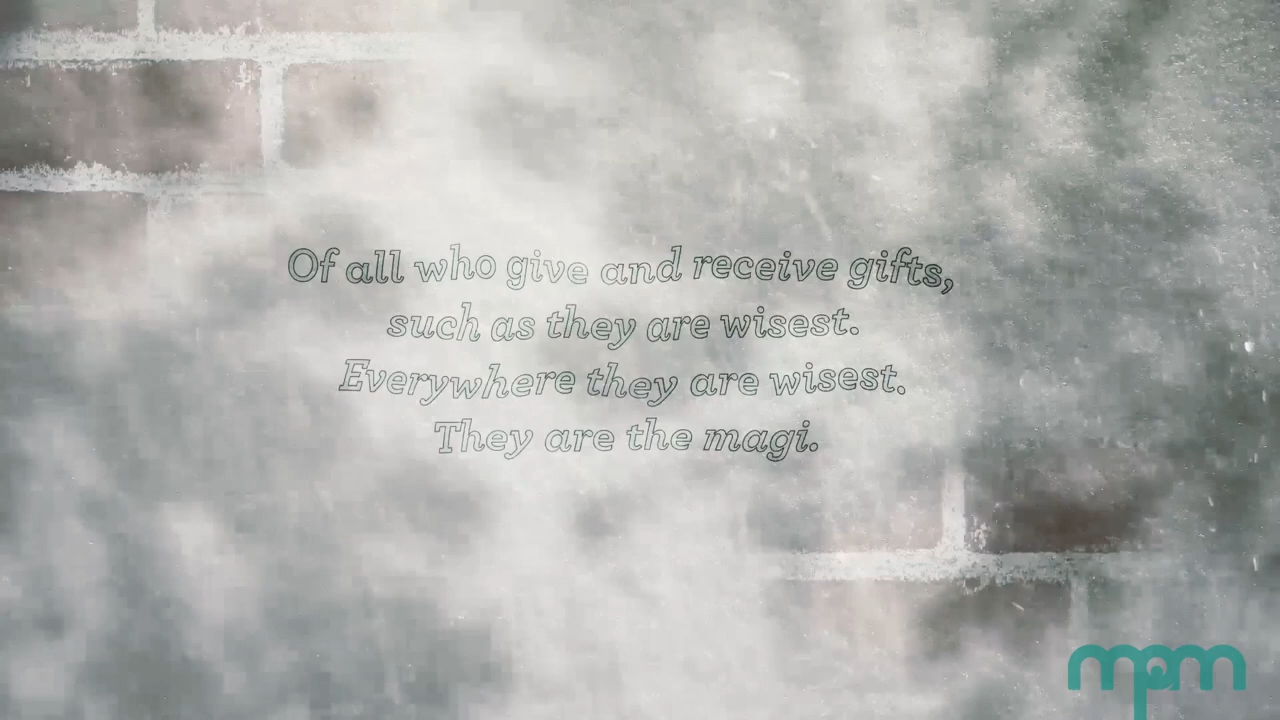 Of all who give and receive gifts,
such as they are wisest.
Everywhere they are wisest.
They are the magi.
mpm